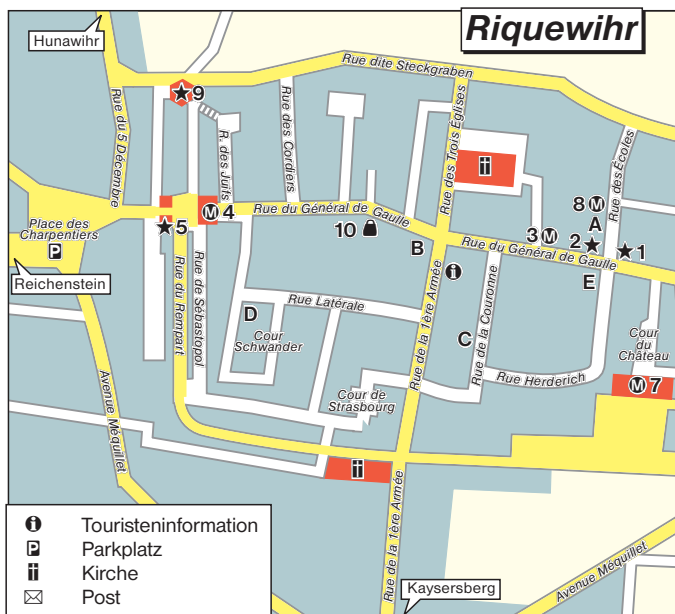 Riquewihr
Hunawihr
Rue dite Steckgraben
9
Rue du 5 Décembre
R. des Juifs
Rue des Cordiers
Rue des Trois Églises
Rue des Écoles
8 M
A
Place des
Charpentiers
P
5
M 4
Rue du Général de Gaulle
10
B
3 M
2
1
Rue du Général de Gaulle
E
Reichenstein
Rue du Rempart
Rue de Sébastopol
Rue Latérale
D
Cour
Schwander
i
Rue de la 1ère Armée
C
Rue de la Couronne
Cour
du
Château
M 7
Rue Herderich
Cour de
Strasbourg
Avenue Méquillet
Rue de la 1ère Armée
Avenue Méquillet
Kaysersberg
i Touristeninformation
P Parkplatz
Kirche
Post